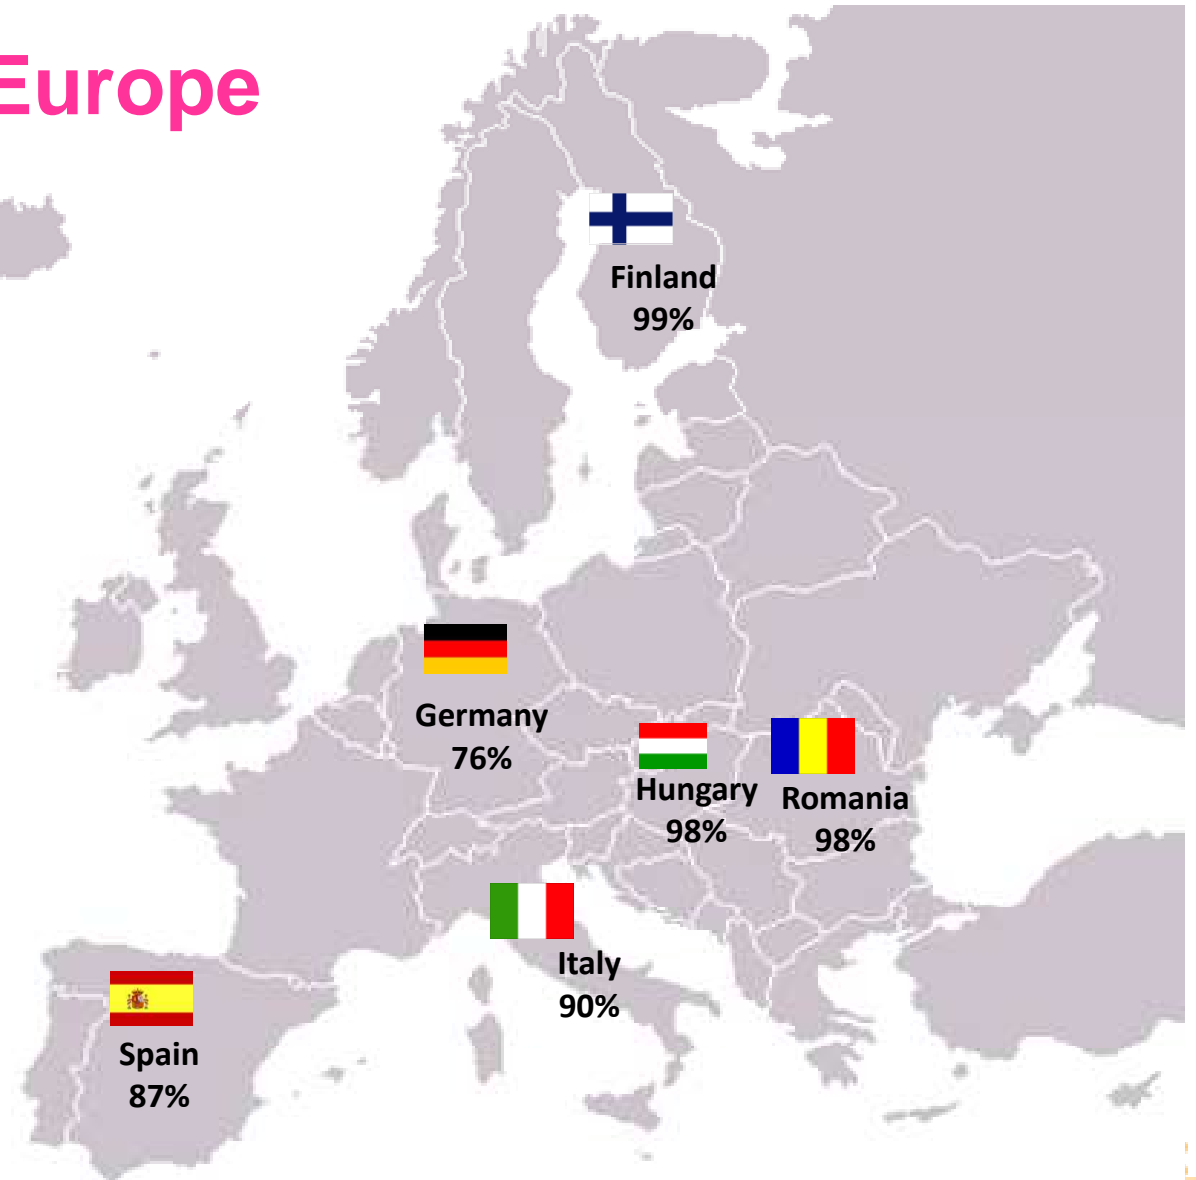 Europe
Finland
99%
Germany
76%
Hungary
98%
Romania
98%
Italy
90%
Spain
87%